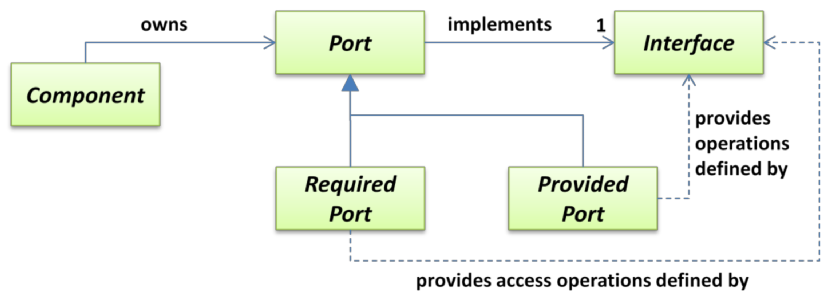 owns
Port
implements
1
Interface
Component
provides
operations
defined by
Required
Port
Provided
Port
provides access operations defined by